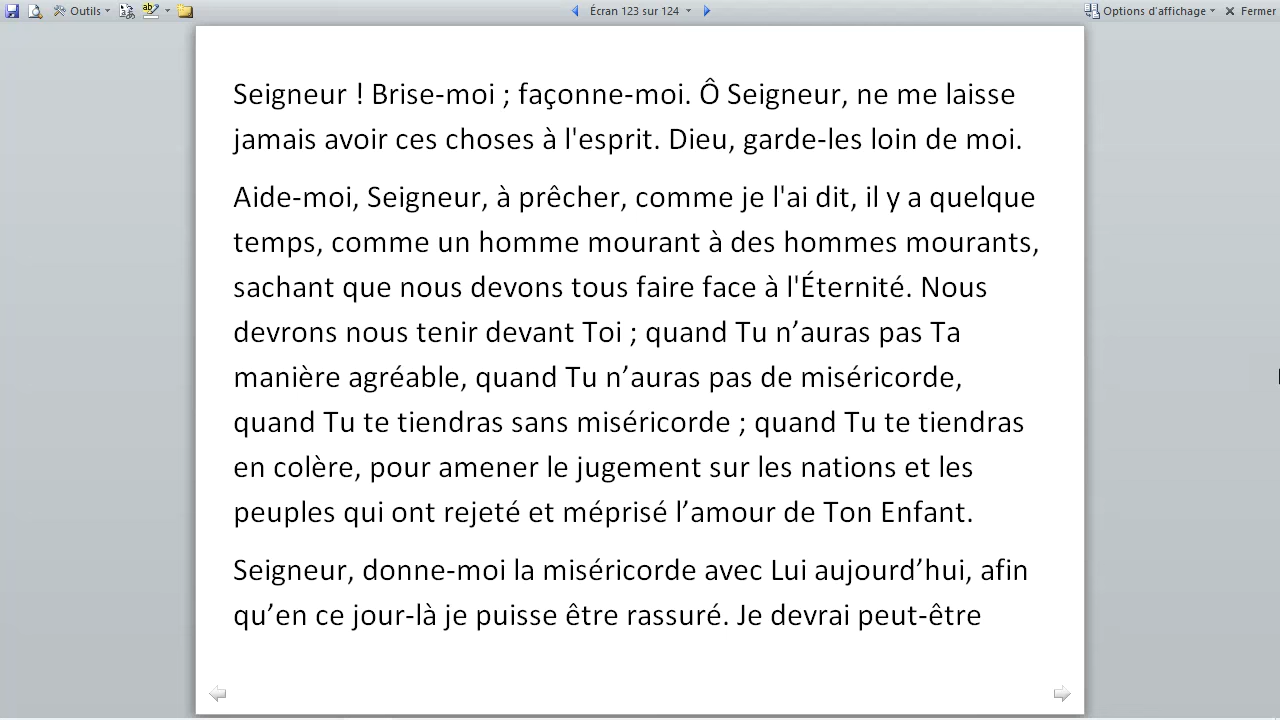 Outils
Écran 123 sur 124
Options d'affichage
Fermer
Seigneur ! Brise-moi ; façonne-moi. Ô Seigneur, ne me laisse
jamais avoir ces choses à l'esprit. Dieu, garde-les loin de moi.
Aide-moi, Seigneur, à prêcher, comme je l'ai dit, il y a quelque
temps, comme un homme mourant à des hommes mourants,
sachant que nous devons tous faire face à l'Éternité. Nous
devrons nous tenir devant Toi ; quand Tu n’auras pas Ta
manière agréable, quand Tu n’auras pas de miséricorde,
quand Tu te tiendras sans miséricorde ; quand Tu te tiendras
en colère, pour amener le jugement sur les nations et les
peuples qui ont rejeté et méprisé l’amour de Ton Enfant.
Seigneur, donne-moi la miséricorde avec Lui aujourd’hui, afin
qu’en ce jour-là je puisse être rassuré. Je devrai peut-être